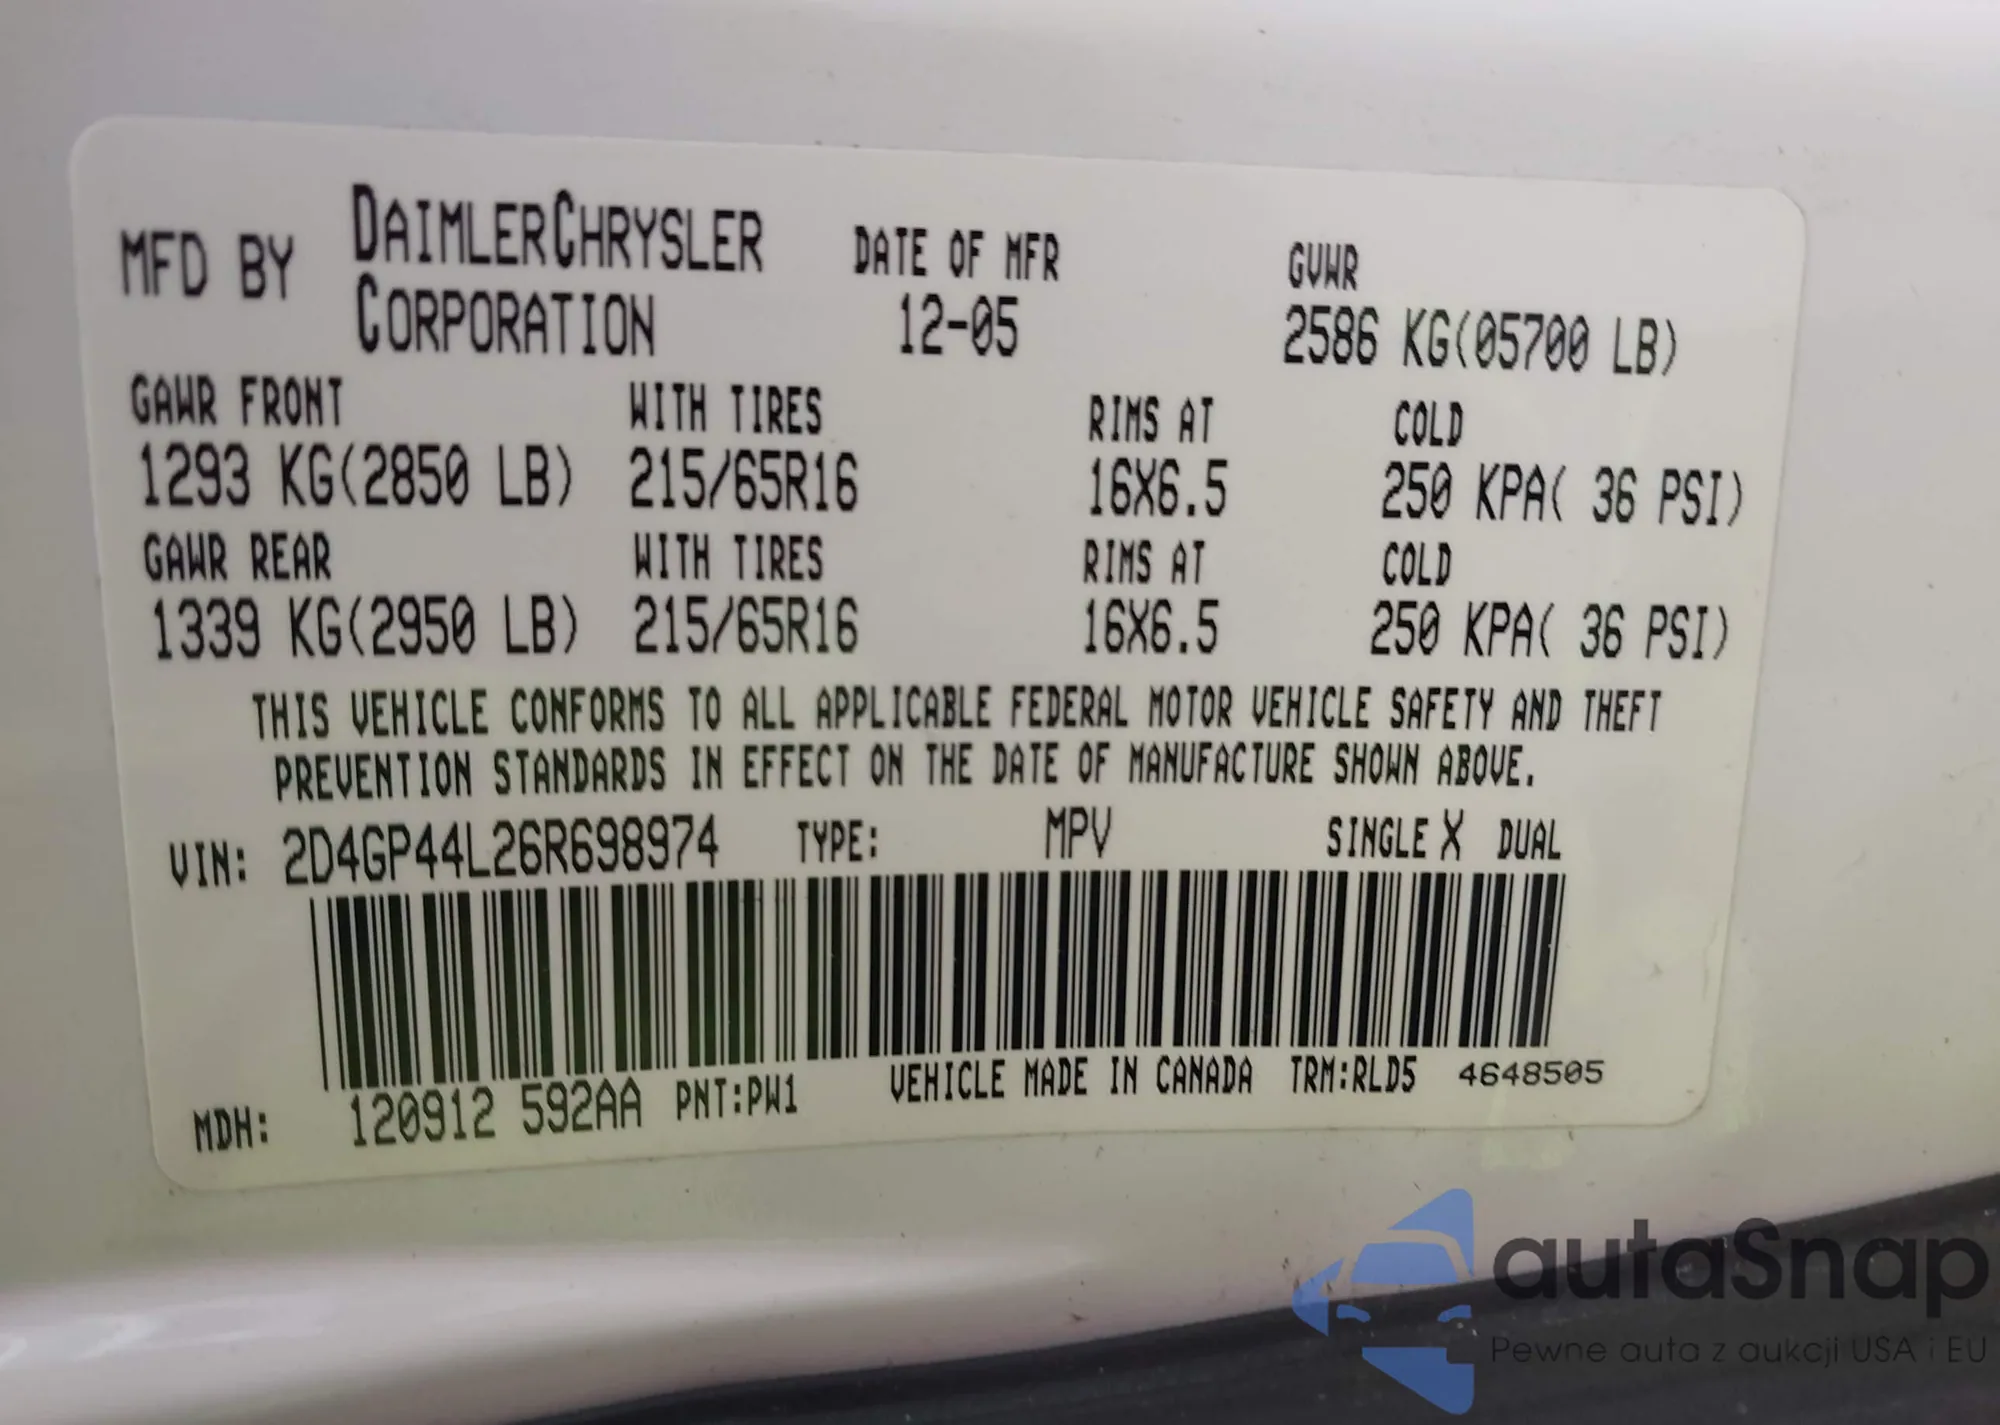 MFD BY DAIMLERCHRYSLER CORPORATION DATE OF MFR 12-05 GVWR 2586 KG(05700 LB)
GAWR FRONT WITH TIRES RIMS AT COLD
1293 KG(2850 LB) 215/65R16 16X6.5 250 KPA( 36 PSI)
GAWR REAR WITH TIRES RIMS AT COLD
1339 KG(2950 LB) 215/65R16 16X6.5 250 KPA( 36 PSI)
THIS VEHICLE CONFORMS TO ALL APPLICABLE FEDERAL MOTOR VEHICLE SAFETY AND THEFT
PREVENTION STANDARDS IN EFFECT ON THE DATE OF MANUFACTURE SHOWN ABOVE.
VIN: 2D4GP44L26R698974 TYPE: MPV SINGLE X DUAL
MDH: 120912 592AA PNT:PW1 VEHICLE MADE IN CANADA TRM:RLD5 4648505
autaSnap
Pewne auta z aukcji USA i EU